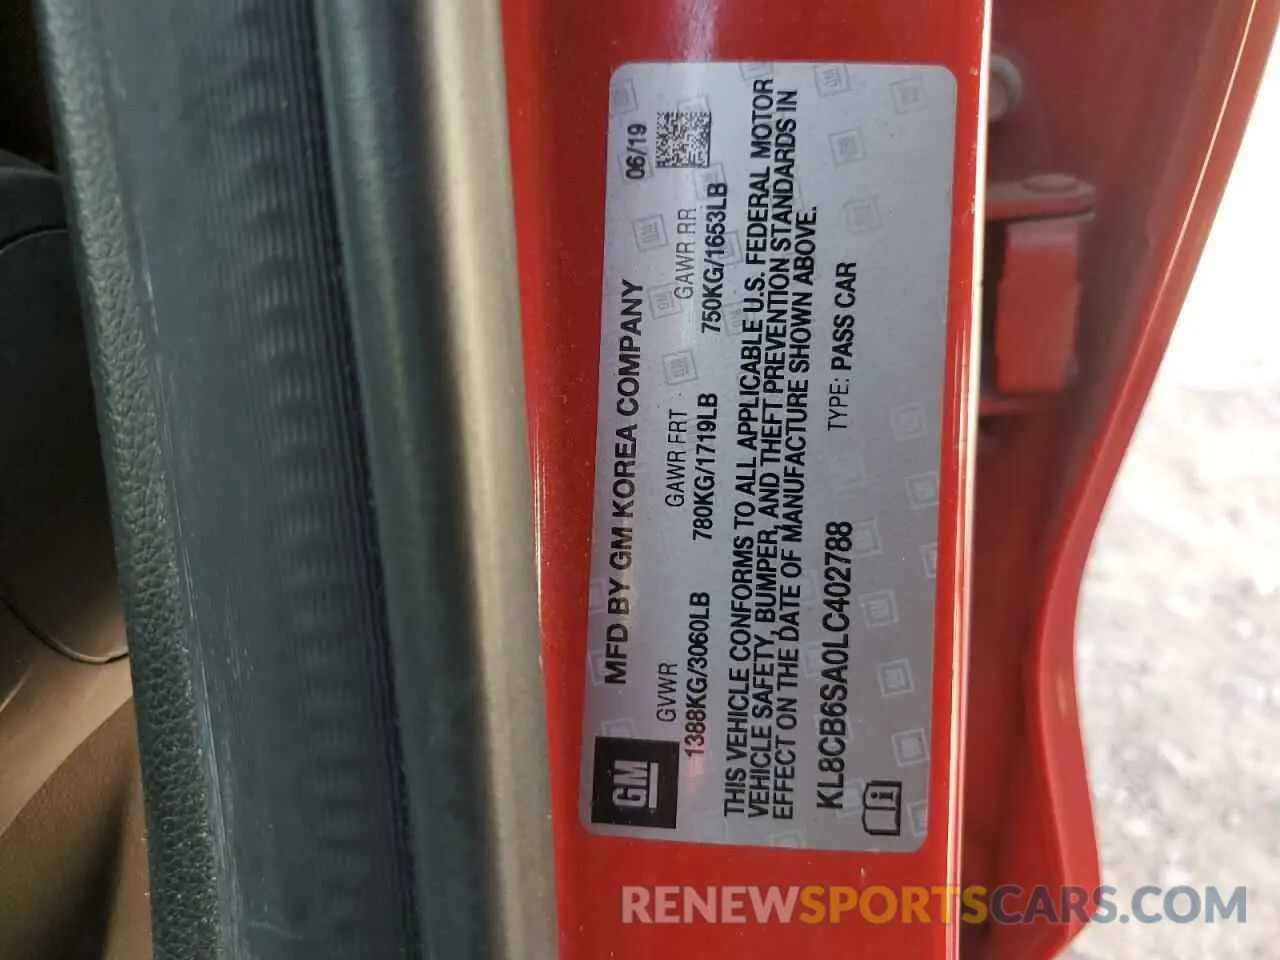 MFD BY GM KOREA COMPANY 06/19
GM
GVWR GAWR FRT GAWR RR
1388KG/3060LB 780KG/1719LB 750KG/1653LB
THIS VEHICLE CONFORMS TO ALL APPLICABLE U.S. FEDERAL MOTOR
VEHICLE SAFETY, BUMPER, AND THEFT PREVENTION STANDARDS IN
EFFECT ON THE DATE OF MANUFACTURE SHOWN ABOVE.
KL8CB6SA0LC402788 TYPE: PASS CAR
RENEWSPORTSCARS.COM